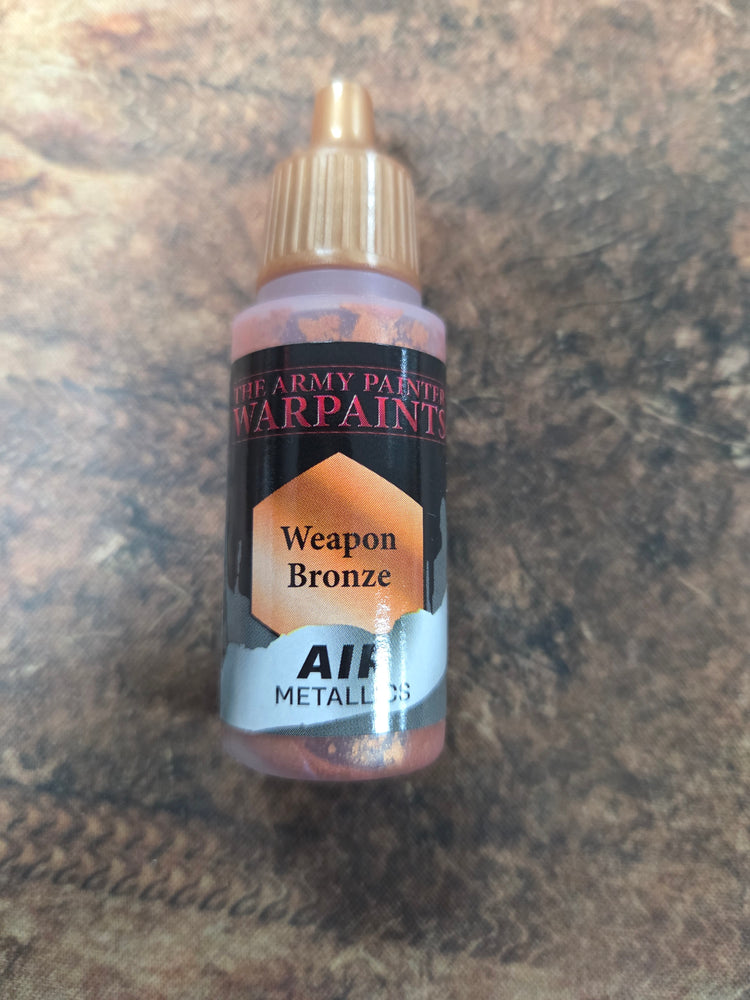 THE ARMY PAINTER
WARPAINTS
Weapon
Bronze
AIR
METALLICS